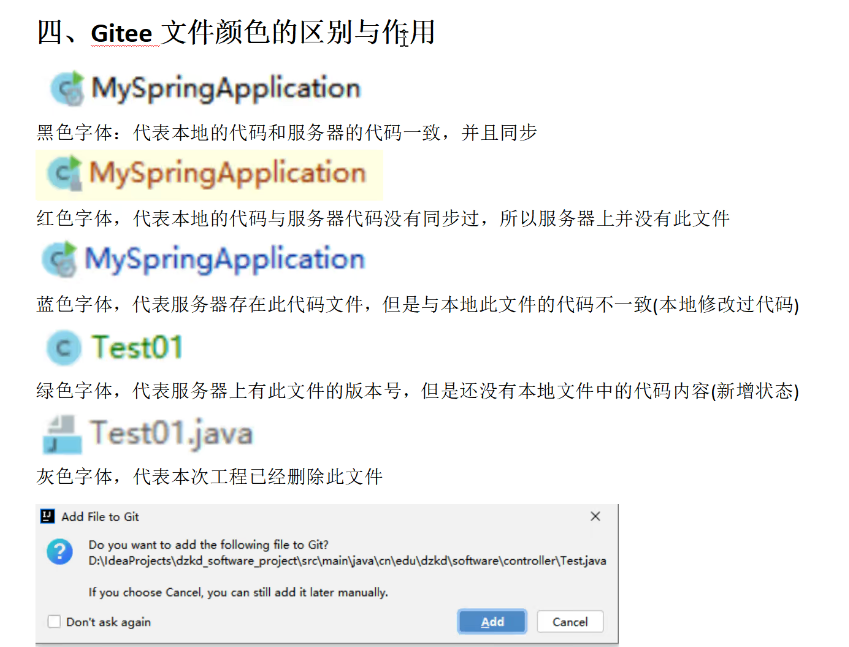 四、Gitee 文件颜色的区别与作用
MySpringApplication
黑色字体：代表本地的代码和服务器的代码一致，并且同步
MySpringApplication
红色字体，代表本地的代码与服务器代码没有同步过，所以服务器上并没有此文件
MySpringApplication
蓝色字体，代表服务器存在此代码文件，但是与本地此文件的代码不一致(本地修改过代码)
Test01
绿色字体，代表服务器上有此文件的版本号，但是还没有本地文件中的代码内容(新增状态)
Test01.java
灰色字体，代表本次工程已经删除此文件
Add File to Git
Do you want to add the following file to Git?
D:\IdeaProjects\dzkd_software_project\src\main\java\cn\edu\dzkd\software\controller\Test.java
If you choose Cancel, you can still add it later manually.
Don't ask again
Add
Cancel